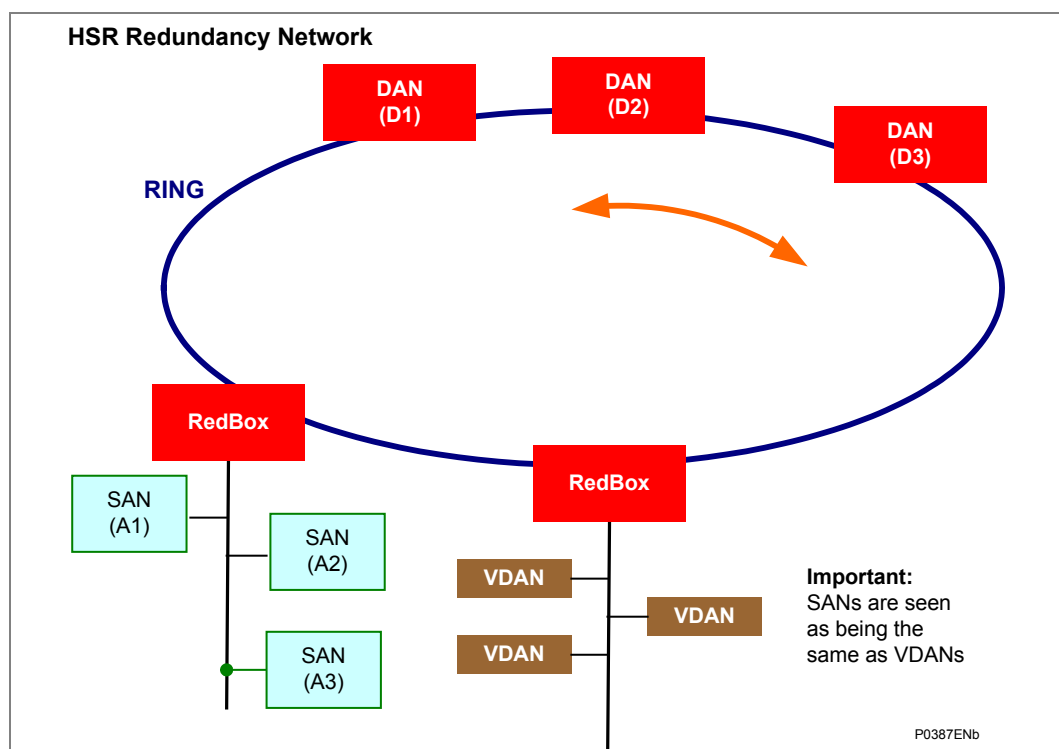 HSR Redundancy Network
DAN
(D1)
DAN
(D2)
DAN
(D3)
RING
RedBox
RedBox
SAN
(A1)
SAN
(A2)
SAN
(A3)
VDAN
VDAN
VDAN
Important:
SANs are seen
as being the
same as VDANs
P0387ENb